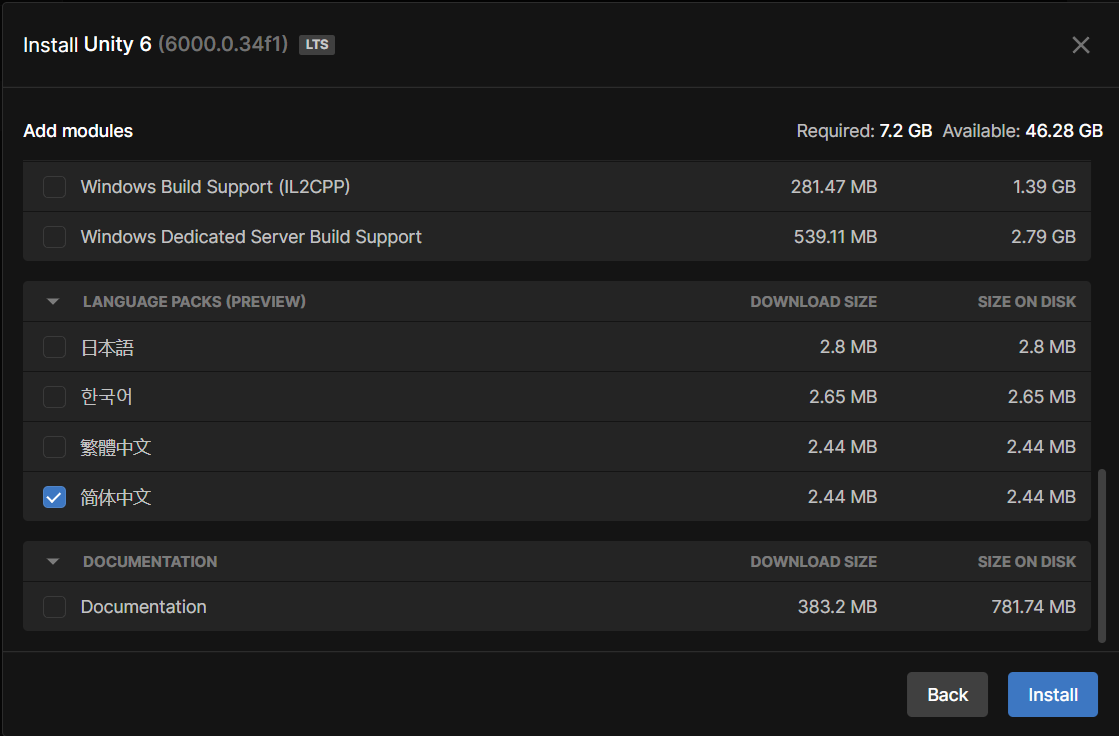 Install Unity 6 (6000.0.34f1) LTS
Add modules Required: 7.2 GB Available: 46.28 GB
Windows Build Support (IL2CPP) 281.47 MB 1.39 GB
Windows Dedicated Server Build Support 539.11 MB 2.79 GB
LANGUAGE PACKS (PREVIEW) DOWNLOAD SIZE SIZE ON DISK
日本語 2.8 MB 2.8 MB
한국어 2.65 MB 2.65 MB
繁體中文 2.44 MB 2.44 MB
简体中文 2.44 MB 2.44 MB
DOCUMENTATION DOWNLOAD SIZE SIZE ON DISK
Documentation 383.2 MB 781.74 MB
Back Install